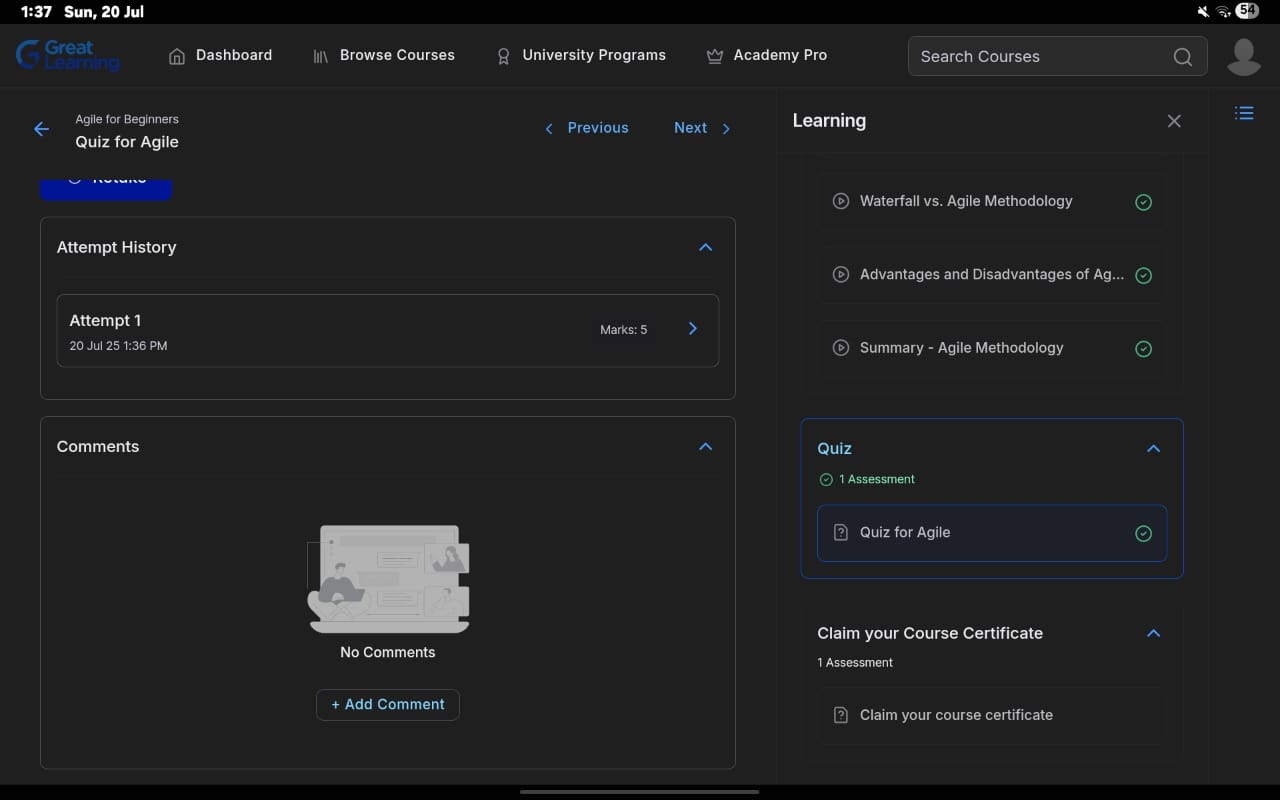 1:37 Sun, 20 Jul
54
Great Learning
Dashboard
Browse Courses
University Programs
Academy Pro
Search Courses
Agile for Beginners
Quiz for Agile
Previous
Next
Retake
Attempt History
Attempt 1
20 Jul 25 1:36 PM
Marks: 5
Comments
No Comments
+ Add Comment
Learning
Waterfall vs. Agile Methodology
Advantages and Disadvantages of Ag...
Summary - Agile Methodology
Quiz
1 Assessment
Quiz for Agile
Claim your Course Certificate
1 Assessment
Claim your course certificate